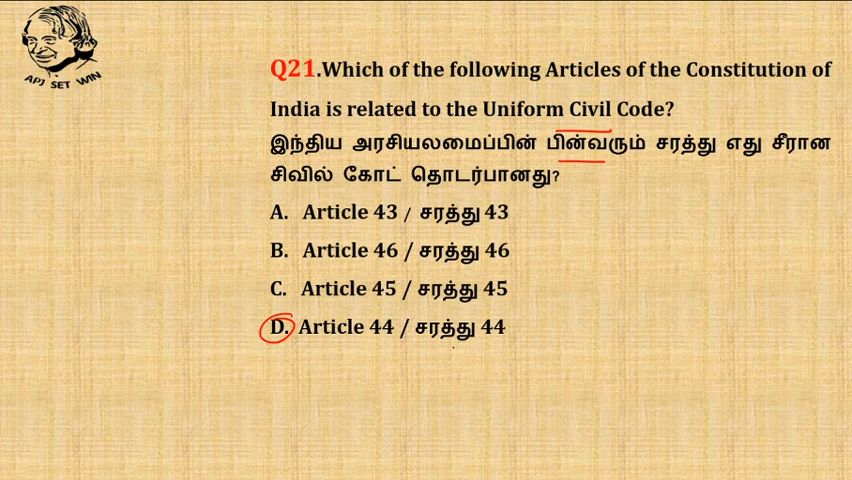 APJ SET WIN
Q21.Which of the following Articles of the Constitution of
India is related to the Uniform Civil Code?
இந்திய அரசியலமைப்பின் பின்வரும் சரத்து எது சீரான
சிவில் கோட் தொடர்பானது?
A. Article 43 / சரத்து 43
B. Article 46 / சரத்து 46
C. Article 45 / சரத்து 45
D. Article 44 / சரத்து 44